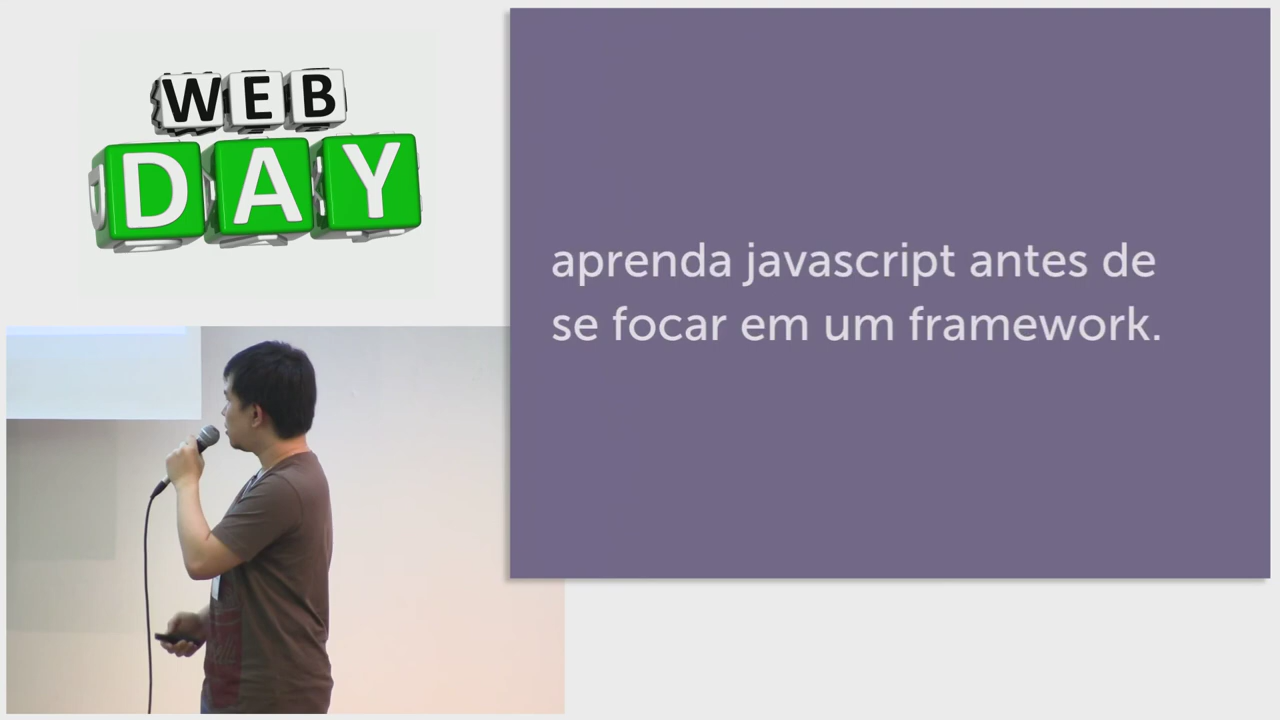 WEB
DAY
aprenda javascript antes de
se focar em um framework.